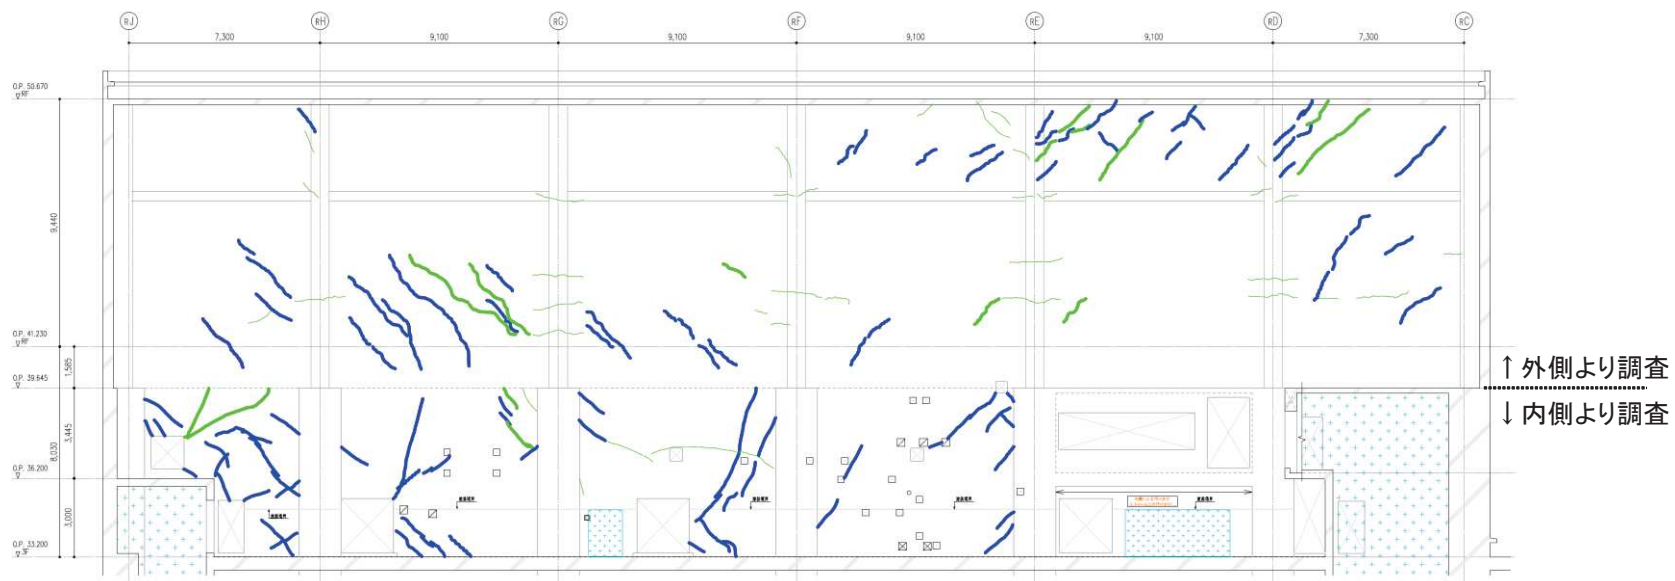 RJ RH RG RF RE RD RC
7,300 9,100 9,100 9,100 9,100 7,300
O.P. 50.670
RF
9,440
O.P. 41.230
1,585
O.P. 39.645
↑ 外側より調査
↓ 内側より調査
3,445
8,030
O.P. 36.200
3,000
O.P. 33.200